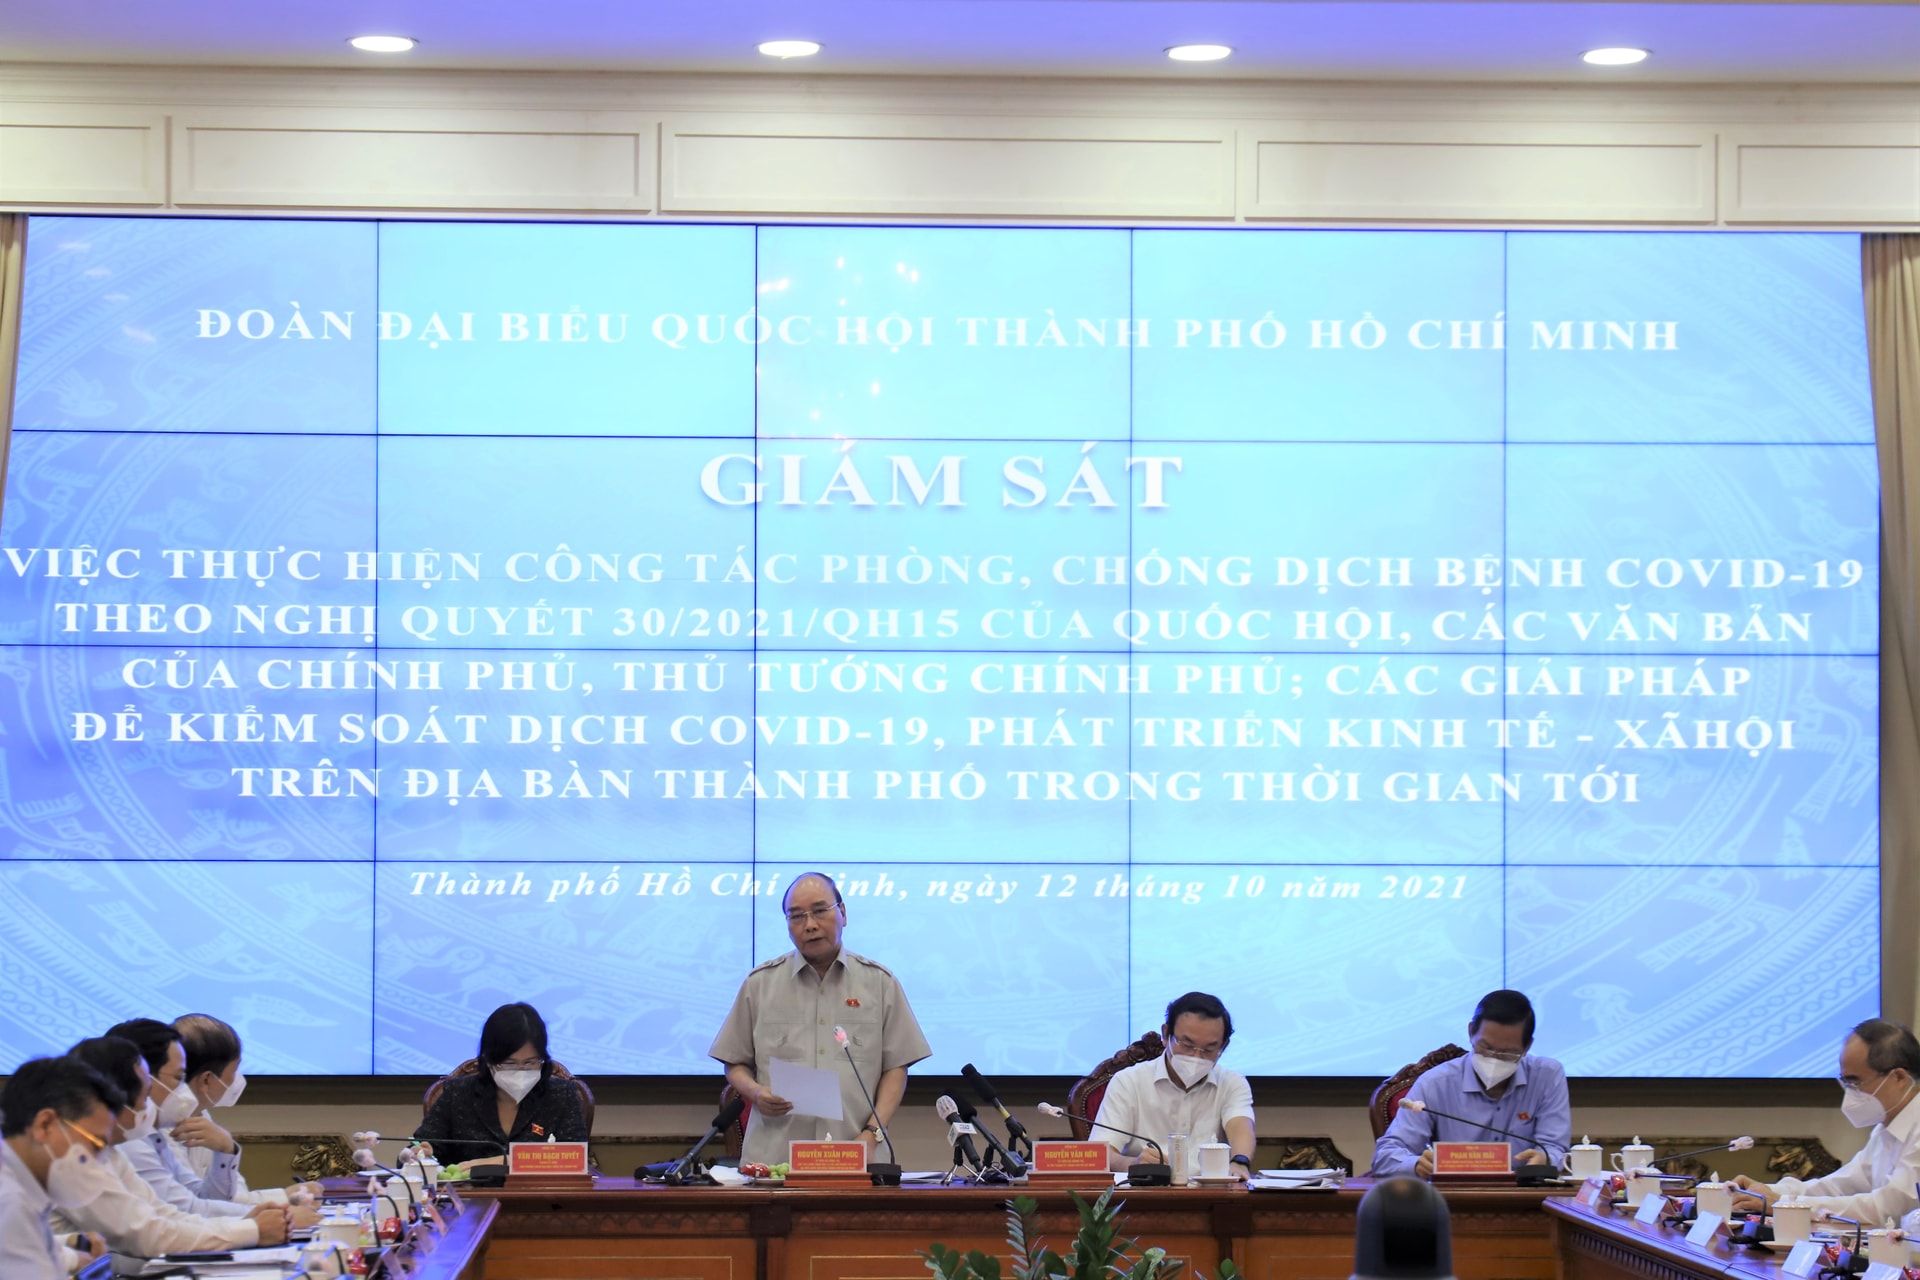 ĐOÀN ĐẠI BIỂU QUỐC HỘI THÀNH PHỐ HỒ CHÍ MINH
GIÁM SÁT
VIỆC THỰC HIỆN CÔNG TÁC PHÒNG, CHỐNG DỊCH BỆNH COVID-19
THEO NGHỊ QUYẾT 30/2021/QH15 CỦA QUỐC HỘI, CÁC VĂN BẢN
CỦA CHÍNH PHỦ, THỦ TƯỚNG CHÍNH PHỦ; CÁC GIẢI PHÁP
ĐỂ KIỂM SOÁT DỊCH COVID-19, PHÁT TRIỂN KINH TẾ - XÃHỘI
TRÊN ĐỊA BÀN THÀNH PHỐ TRONG THỜI GIAN TỚI
Thành phố Hồ Chí Minh, ngày 12 tháng 10 năm 2021
VĂN THỊ BẠCH TUYẾT
NGUYỄN XUÂN PHÚC
NGUYỄN VĂN NÊN
PHAN VĂN MÃI